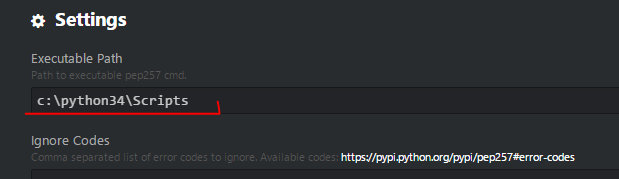 Settings
Executable Path
Path to executable pep257 cmd.
c:\python34\Scripts
Ignore Codes
Comma separated list of error codes to ignore. Available codes: https://pypi.python.org/pypi/pep257#error-codes